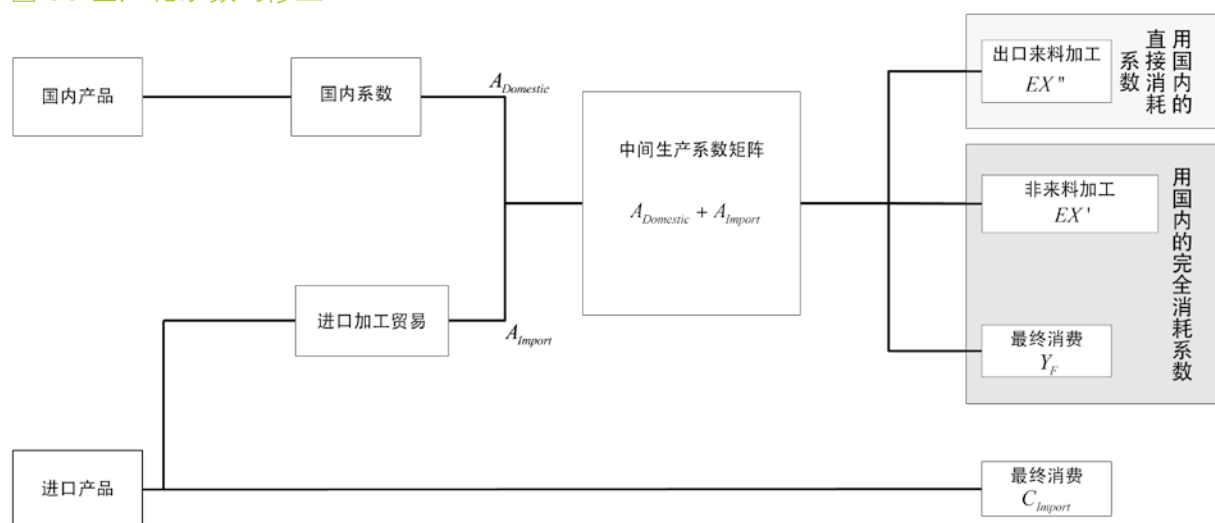 国内产品
国内系数
A_Domestic
中间生产系数矩阵
A_Domestic + A_Import
出口来料加工
EX"
用国内的
直接消耗
系数
非来料加工
EX'
用国内的完全消耗系数
进口加工贸易
A_Import
最终消费
Y_F
进口产品
最终消费
C_Import